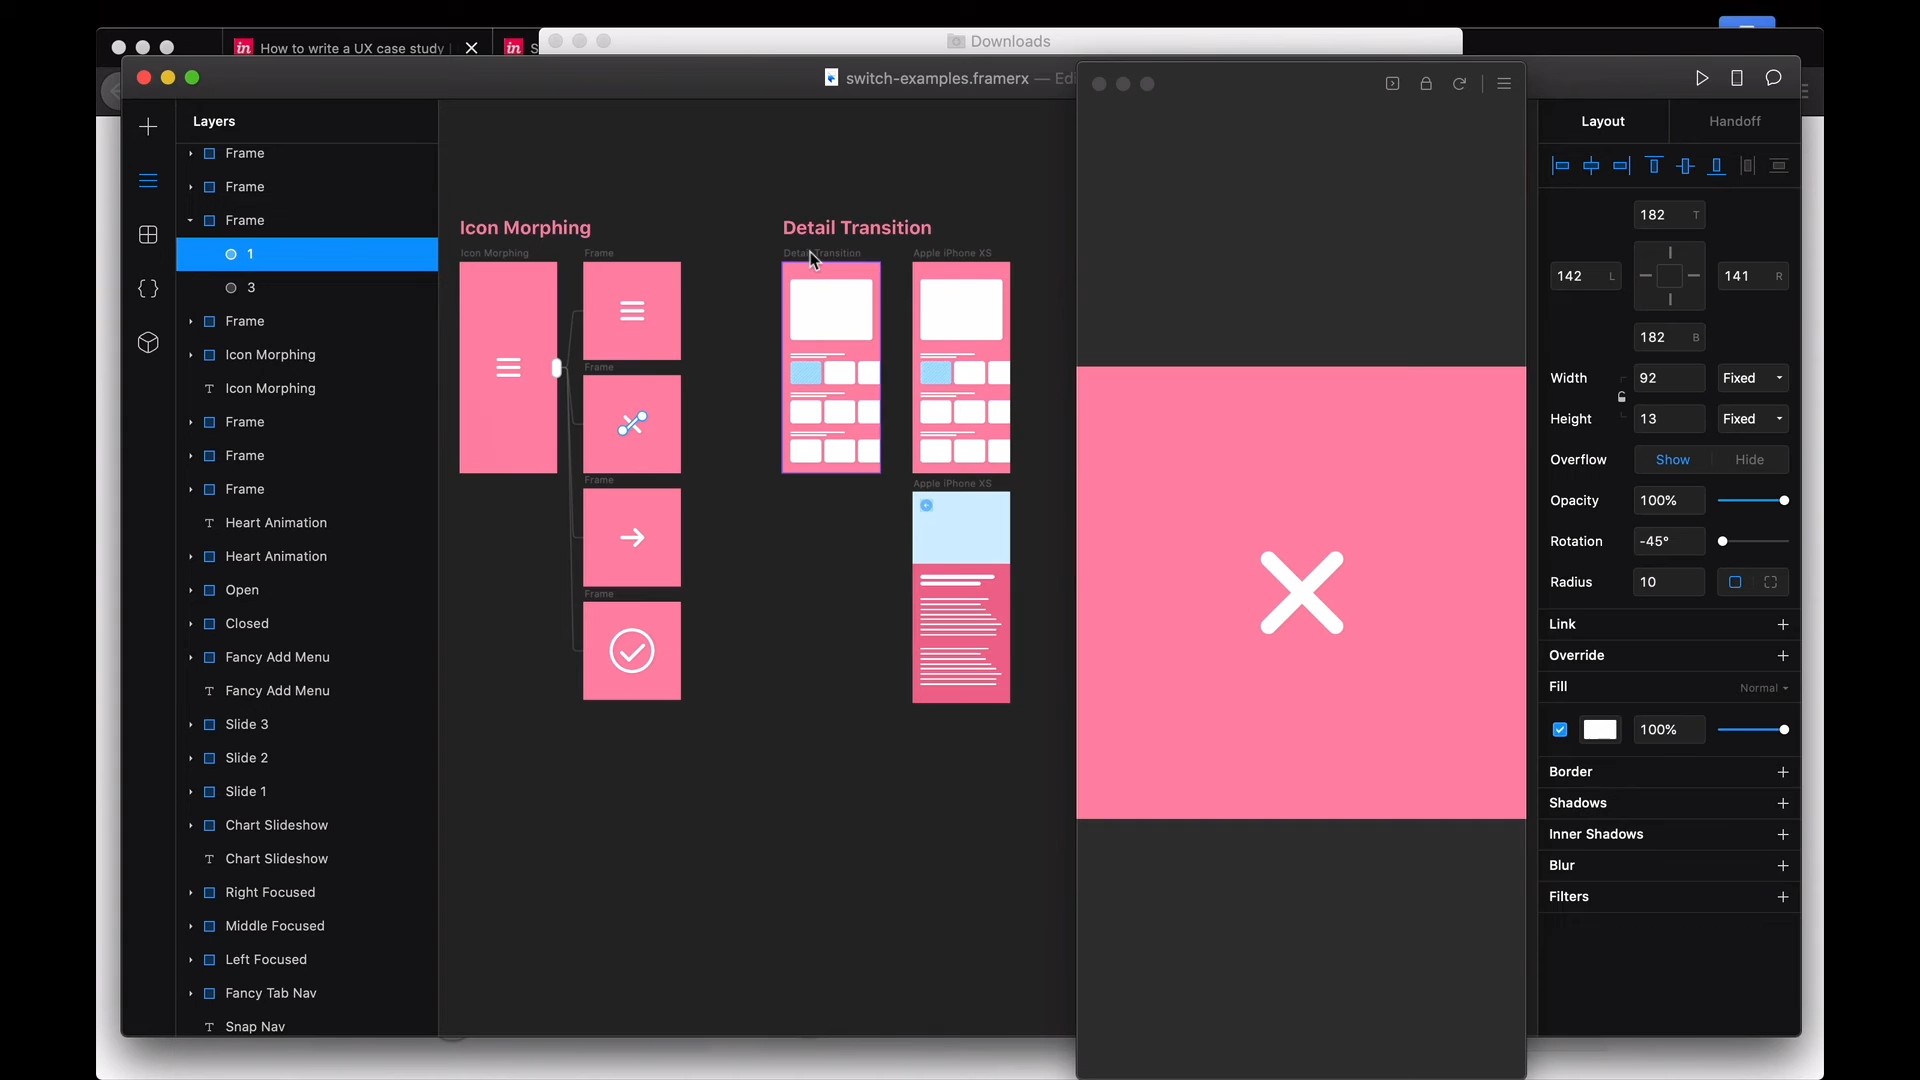 How to write a UX case study |
S
Downloads
switch-examples.framerx — Edi
Layers
Frame
Frame
Frame
1
3
Frame
Icon Morphing
Icon Morphing
Frame
Frame
Frame
Heart Animation
Heart Animation
Open
Closed
Fancy Add Menu
Fancy Add Menu
Slide 3
Slide 2
Slide 1
Chart Slideshow
Chart Slideshow
Right Focused
Middle Focused
Left Focused
Fancy Tab Nav
Snap Nav
Icon Morphing
Icon Morphing
Frame
Frame
Frame
Frame
Detail Transition
Detail Transition
Apple iPhone XS
Apple iPhone XS
Layout
Handoff
182 T
142 L
141 R
182 B
Width 92 Fixed
Height 13 Fixed
Overflow Show Hide
Opacity 100%
Rotation -45°
Radius 10
Link
Override
Fill Normal
100%
Border
Shadows
Inner Shadows
Blur
Filters